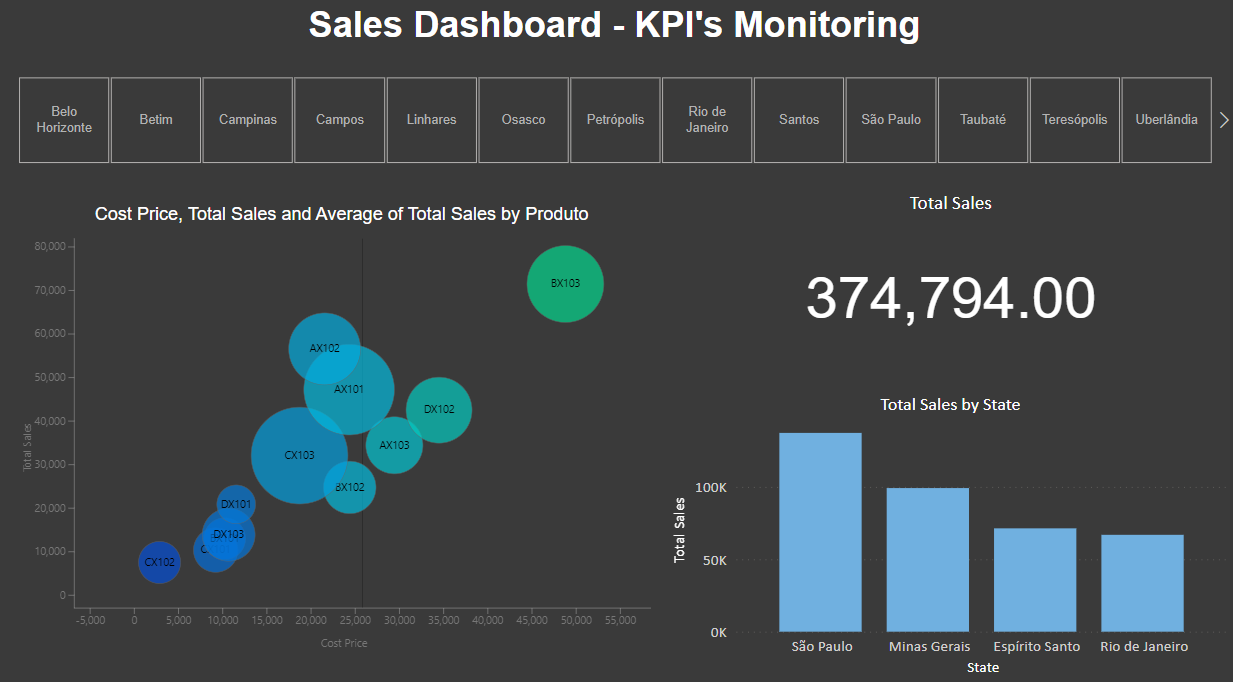 Sales Dashboard - KPI's Monitoring
Belo
Horizonte
Betim
Campinas
Campos
Linhares
Osasco
Petrópolis
Rio de
Janeiro
Santos
São Paulo
Taubaté
Teresópolis
Uberlândia
Cost Price, Total Sales and Average of Total Sales by Produto
Total Sales
80,000
70,000
60,000
50,000
40,000
30,000
20,000
10,000
0
BX103
AX102
AX101
DX102
AX103
CX103
BX102
DX101
DX103
CX102
-5,000
0
5,000
10,000
15,000
20,000
25,000
30,000
35,000
40,000
45,000
50,000
55,000
Cost Price
Total Sales
374,794.00
Total Sales by State
Total Sales
100K
50K
0K
São Paulo
Minas Gerais
Espírito Santo
Rio de Janeiro
State